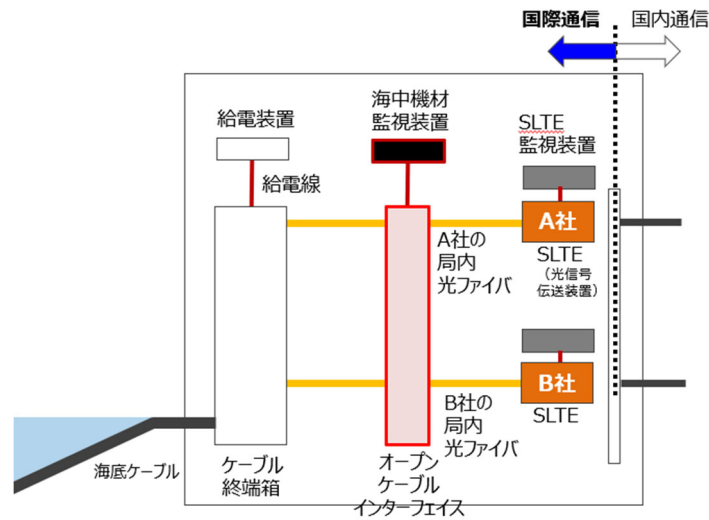 国際通信
国内通信
給電装置
海中機材
監視装置
SLTE
監視装置
給電線
A社
A社の
局内
光ファイバ
SLTE
(光信号
伝送装置)
B社
B社の
局内
光ファイバ
SLTE
海底ケーブル
ケーブル
終端箱
オープン
ケーブル
インターフェイス